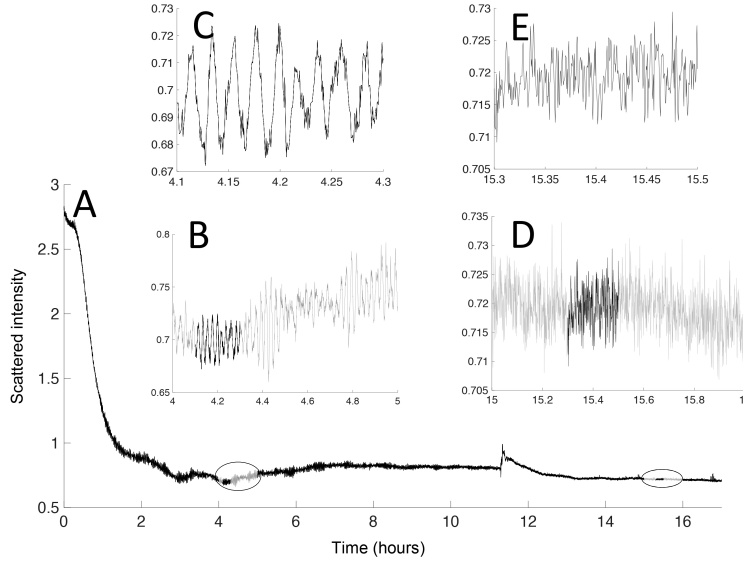 C
0.73
0.72
0.71
0.7
0.69
0.68
0.67
4.1 4.15 4.2 4.25 4.3
E
0.73
0.725
0.72
0.715
0.71
0.705
15.3 15.35 15.4 15.45 15.5
B
0.8
0.75
0.7
0.65
4 4.2 4.4 4.6 4.8 5
D
0.735
0.73
0.725
0.72
0.715
0.71
0.705
15 15.2 15.4 15.6 15.8 1
A
Scattered intensity
3
2.5
2
1.5
1
0.5
0 2 4 6 8 10 12 14 16
Time (hours)